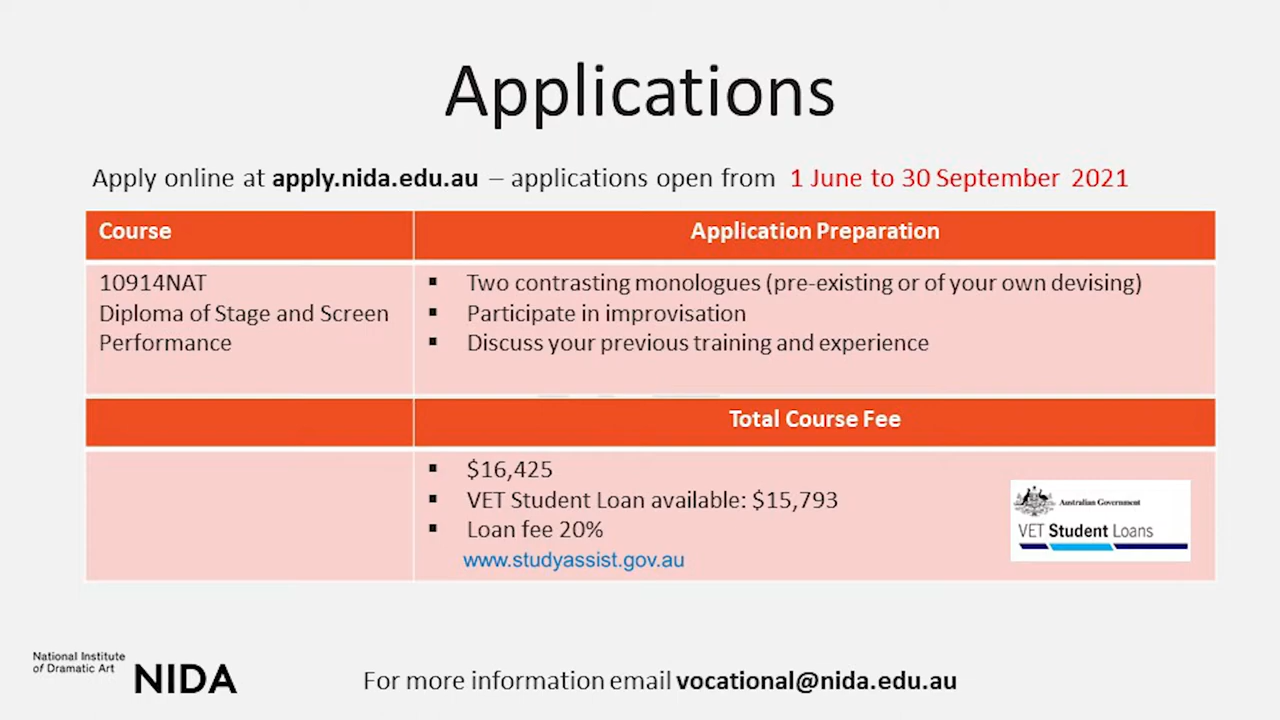 Applications
Apply online at apply.nida.edu.au – applications open from 1 June to 30 September 2021
Course
Application Preparation
10914NAT
Diploma of Stage and Screen
Performance
▪ Two contrasting monologues (pre-existing or of your own devising)
▪ Participate in improvisation
▪ Discuss your previous training and experience
Total Course Fee
▪ $16,425
▪ VET Student Loan available: $15,793
▪ Loan fee 20%
www.studyassist.gov.au
Australian Government
VET Student Loans
National Institute
of Dramatic Art
NIDA
For more information email vocational@nida.edu.au